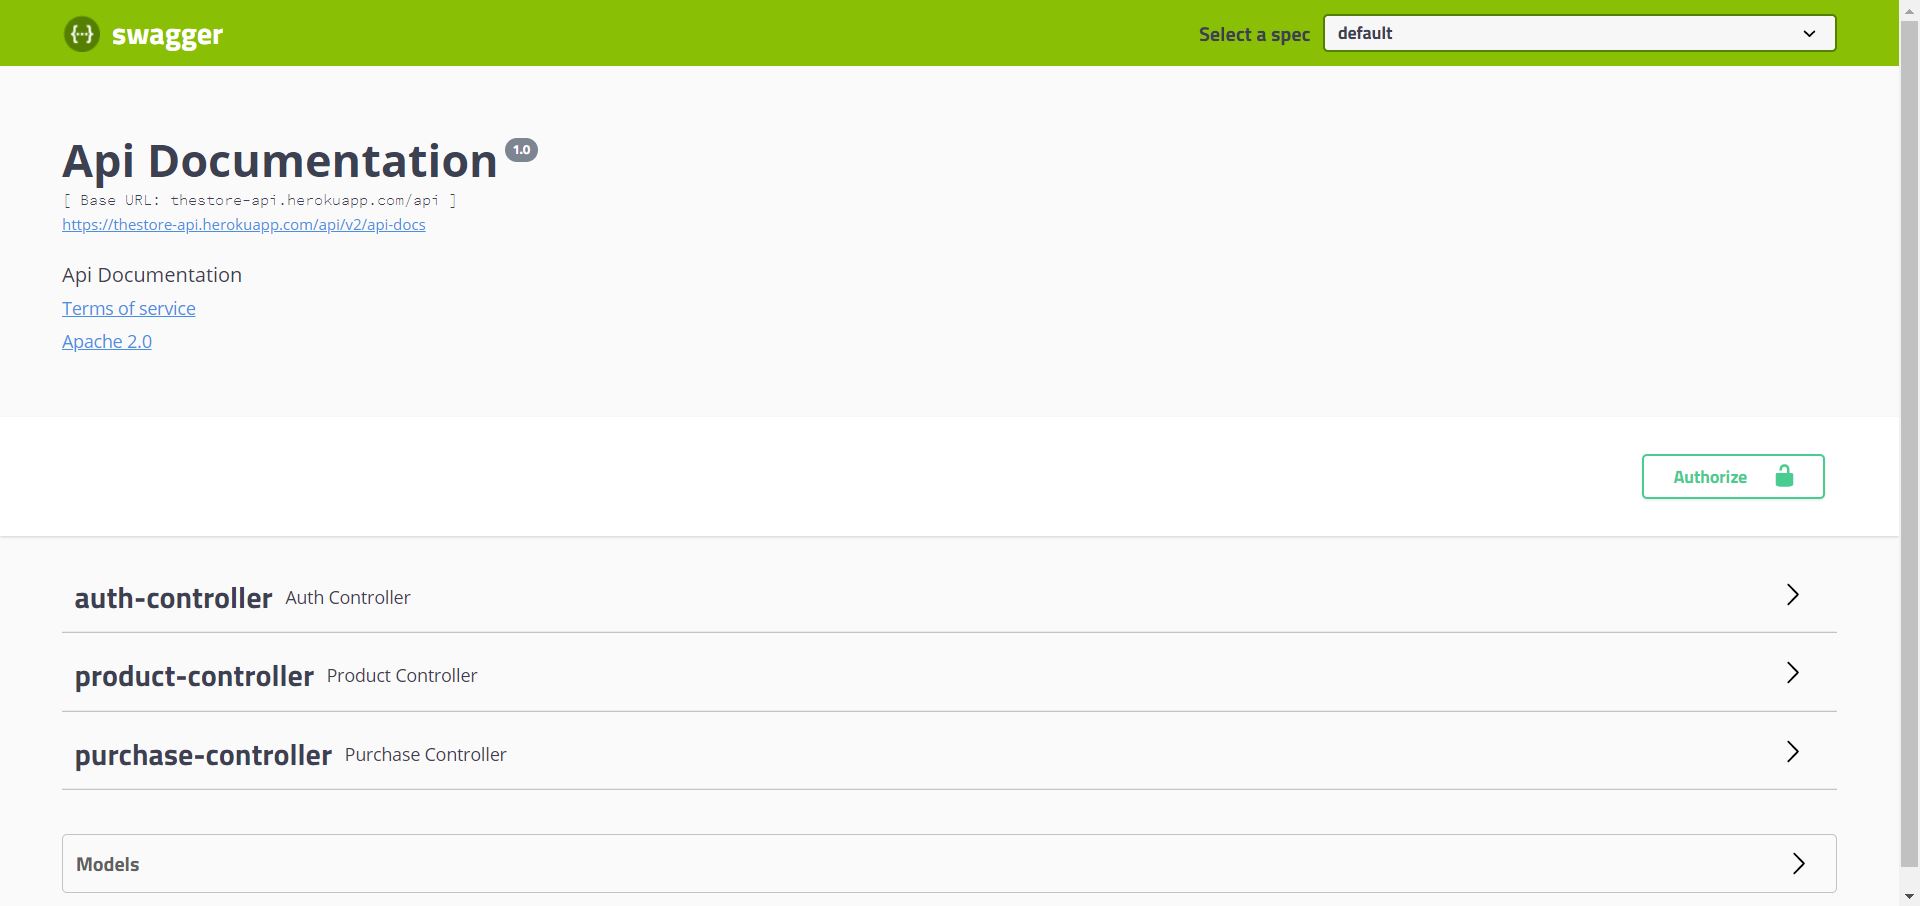 {···} swagger
Select a spec default
Api Documentation 1.0
[ Base URL: thestore-api.herokuapp.com/api ]
https://thestore-api.herokuapp.com/api/v2/api-docs
Api Documentation
Terms of service
Apache 2.0
Authorize
auth-controller Auth Controller
product-controller Product Controller
purchase-controller Purchase Controller
Models